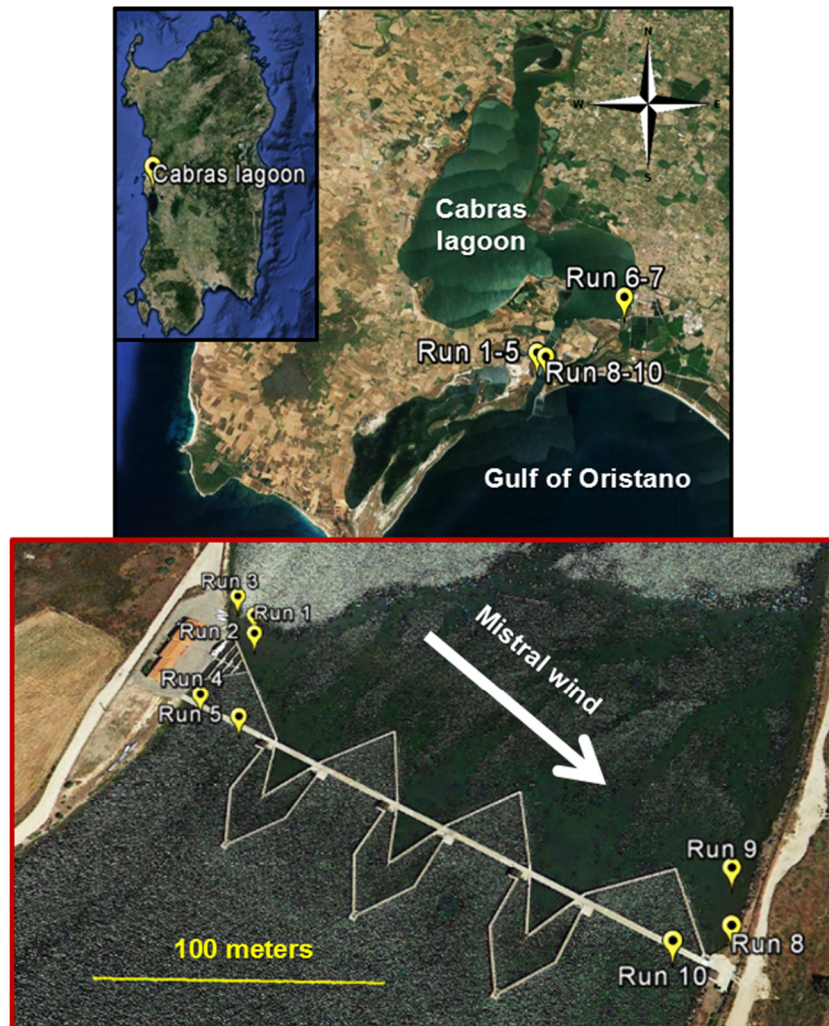 Cabras lagoon
N
W
E
S
Cabras
lagoon
Run 6-7
Run 1-5
Run 8-10
Gulf of Oristano
Run 3
Run 1
Run 2
Mistral wind
Run 4
Run 5
Run 9
100 meters
Run 8
Run 10